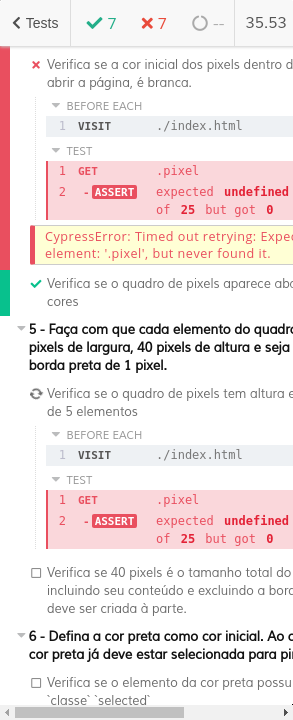 Tests 7 7 -- 35.53
Verifica se a cor inicial dos pixels dentro d
abrir a página, é branca.
BEFORE EACH
1 VISIT ./index.html
TEST
1 GET .pixel
2 -ASSERT expected undefined
of 25 but got 0
CypressError: Timed out retrying: Expec
element: '.pixel', but never found it.
Verifica se o quadro de pixels aparece aba
cores
5 - Faça com que cada elemento do quadro
pixels de largura, 40 pixels de altura e seja
borda preta de 1 pixel.
Verifica se o quadro de pixels tem altura e
de 5 elementos
BEFORE EACH
1 VISIT ./index.html
TEST
1 GET .pixel
2 -ASSERT expected undefined
of 25 but got 0
Verifica se 40 pixels é o tamanho total do
incluindo seu conteúdo e excluindo a bord
deve ser criada à parte.
6 - Defina a cor preta como cor inicial. Ao c
cor preta já deve estar selecionada para pi
Verifica se o elemento da cor preta possu
`classe` `selected`